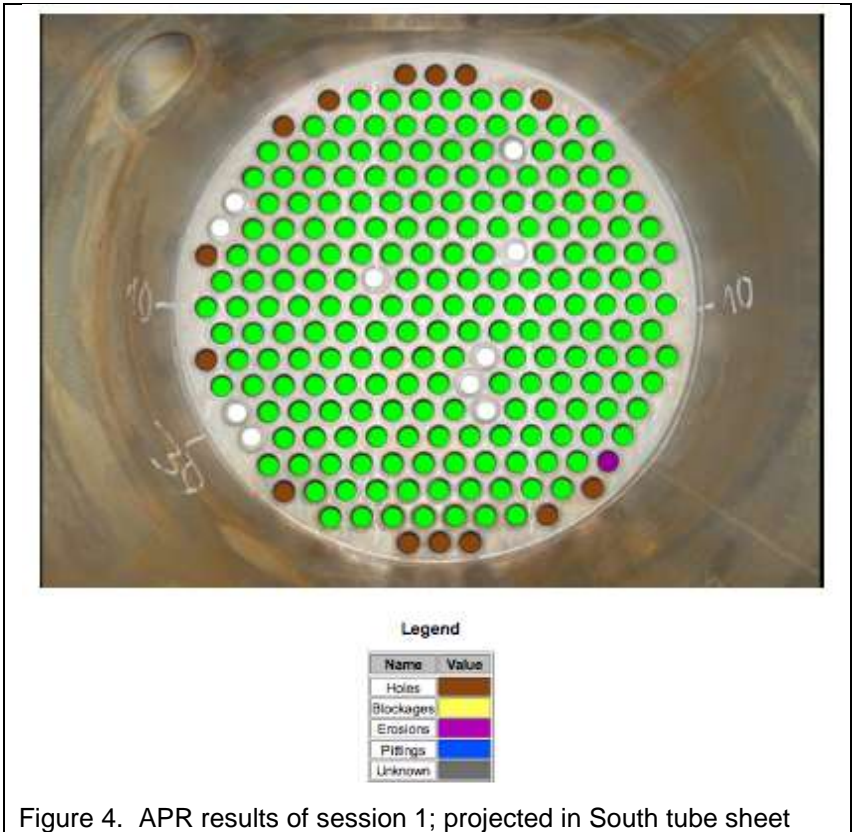 10
10
30
Legend
Name Value
Holes
Blockages
Erosions
Pittings
Unknown
Figure 4. APR results of session 1; projected in South tube sheet